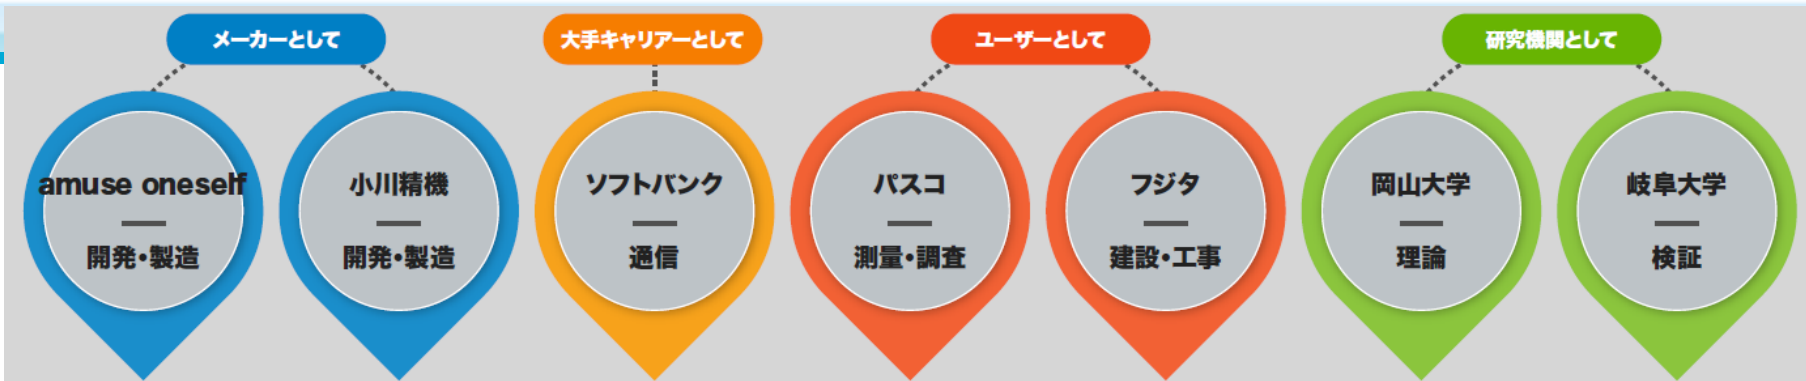 メーカーとして
大手キャリアーとして
ユーザーとして
研究機関として
amuse oneself
開発・製造
小川精機
開発・製造
ソフトバンク
通信
パスコ
測量・調査
フジタ
建設・工事
岡山大学
理論
岐阜大学
検証